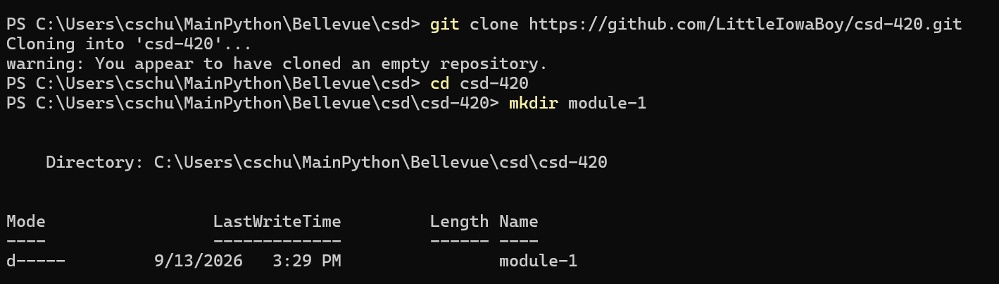 PS C:\Users\cschu\MainPython\Bellevue\csd> git clone https://github.com/LittleIowaBoy/csd-420.git
Cloning into 'csd-420'...
warning: You appear to have cloned an empty repository.
PS C:\Users\cschu\MainPython\Bellevue\csd> cd csd-420
PS C:\Users\cschu\MainPython\Bellevue\csd\csd-420> mkdir module-1
    Directory: C:\Users\cschu\MainPython\Bellevue\csd\csd-420
Mode                 LastWriteTime         Length Name
----                 -------------         ------ ----
d-----         9/13/2026   3:29 PM                module-1